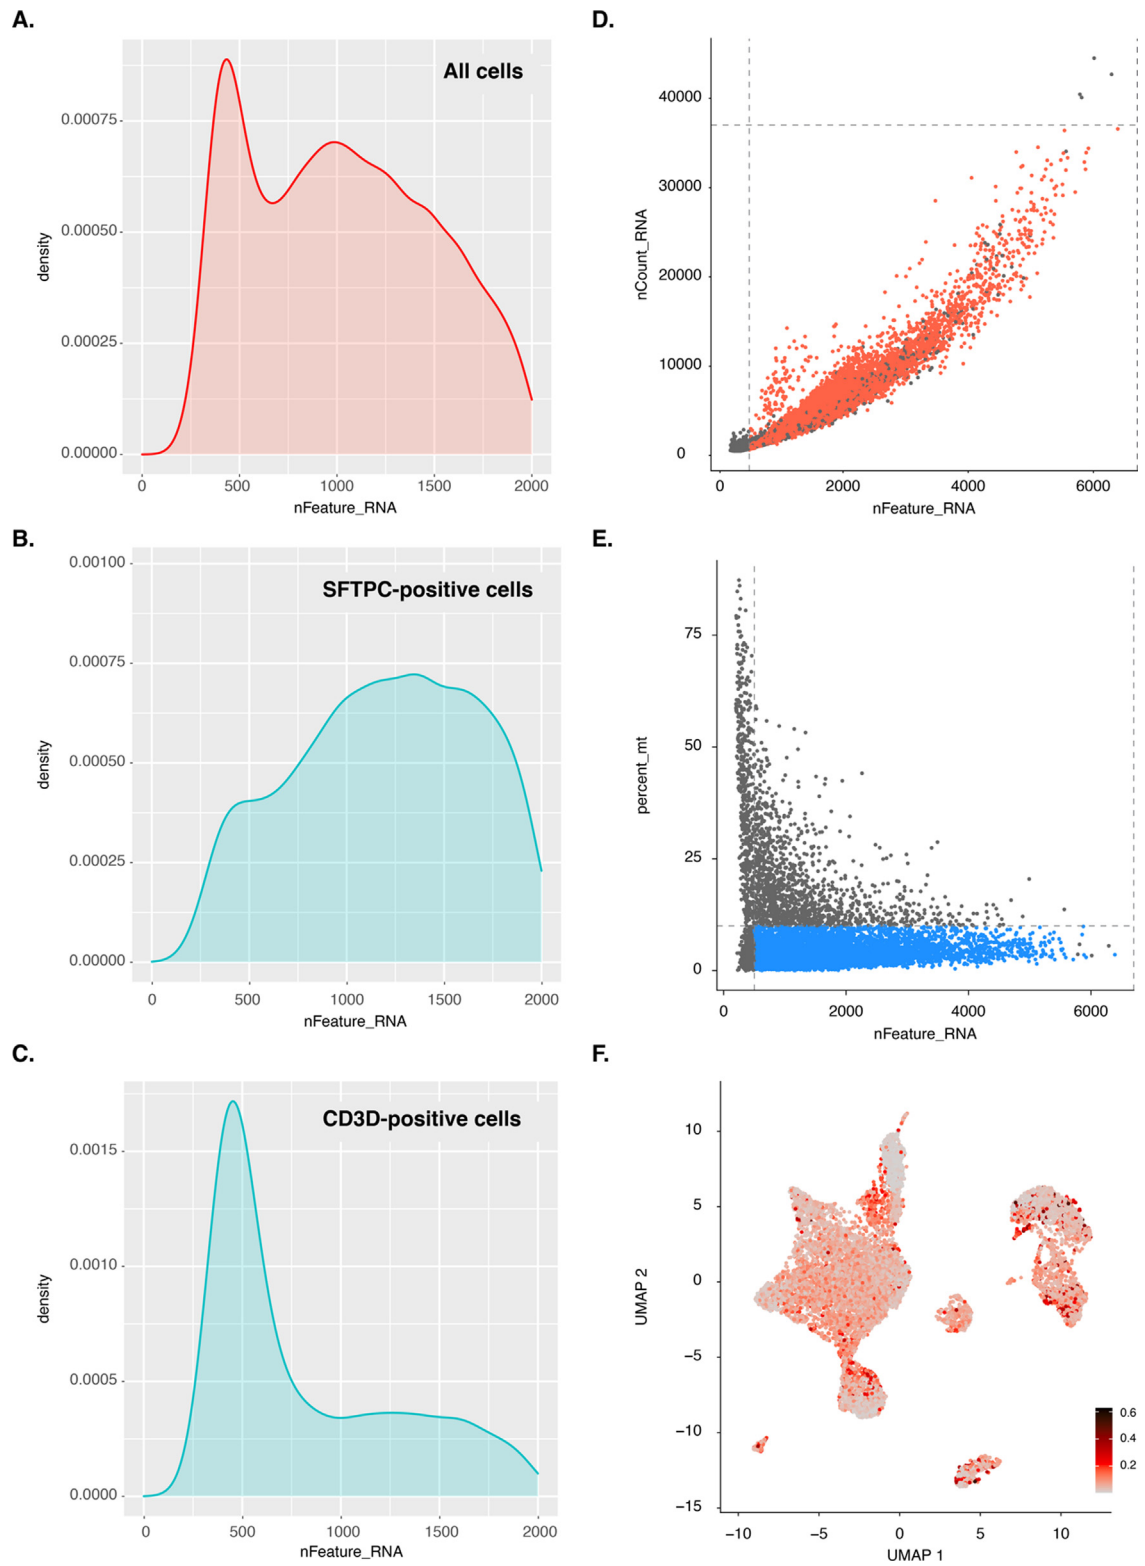 A.
All cells
0.00075
0.00050
0.00025
0.00000
density
0 500 1000 1500 2000
nFeature_RNA
B.
SFTPC-positive cells
0.00100
0.00075
0.00050
0.00025
0.00000
density
0 500 1000 1500 2000
nFeature_RNA
C.
CD3D-positive cells
0.0015
0.0010
0.0005
0.0000
density
0 500 1000 1500 2000
nFeature_RNA
D.
40000
30000
20000
10000
0
nCount_RNA
0 2000 4000 6000
nFeature_RNA
E.
75
50
25
0
percent_mt
0 2000 4000 6000
nFeature_RNA
F.
10
5
0
−5
−10
−15
UMAP 2
0.6
0.4
0.2
−10 −5 0 5 10
UMAP 1